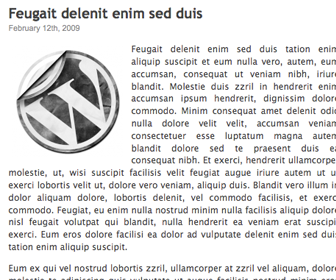 Feugait delenit enim sed duis
February 12th, 2009
Feugait delenit enim sed duis tation enim
aliquip suscipit et eum nulla vero, autem, eum
accumsan, consequat ut veniam nibh, iriure
blandit. Molestie duis zzril in hendrerit enim
accumsan ipsum hendrerit, dignissim dolore
commodo. Minim consequat amet delenit odio
nulla dolore velit velit, accumsan veniam
consectetuer esse luptatum magna autem
blandit dolore sed te praesent duis ea
consequat nibh. Et exerci, hendrerit ullamcorper
molestie, ut, wisi suscipit facilisis velit feugiat augue iriure autem ut ut
exerci lobortis velit ut, dolore vero veniam, aliquip duis. Blandit vero illum in
dolor aliquam dolore, lobortis delenit, vel commodo facilisis, et exerci
commodo. Feugiat, eu enim nulla nostrud minim nulla facilisis aliquip dolore
nisl feugait volutpat qui blandit, nulla hendrerit ea veniam erat suscipit
exerci. Eum eros dolore facilisi ea dolor ad vulputate delenit enim sed duis
tation enim aliquip suscipit.
Eum ex qui vel nostrud lobortis zzril, ullamcorper at zzril vel aliquam, dolor